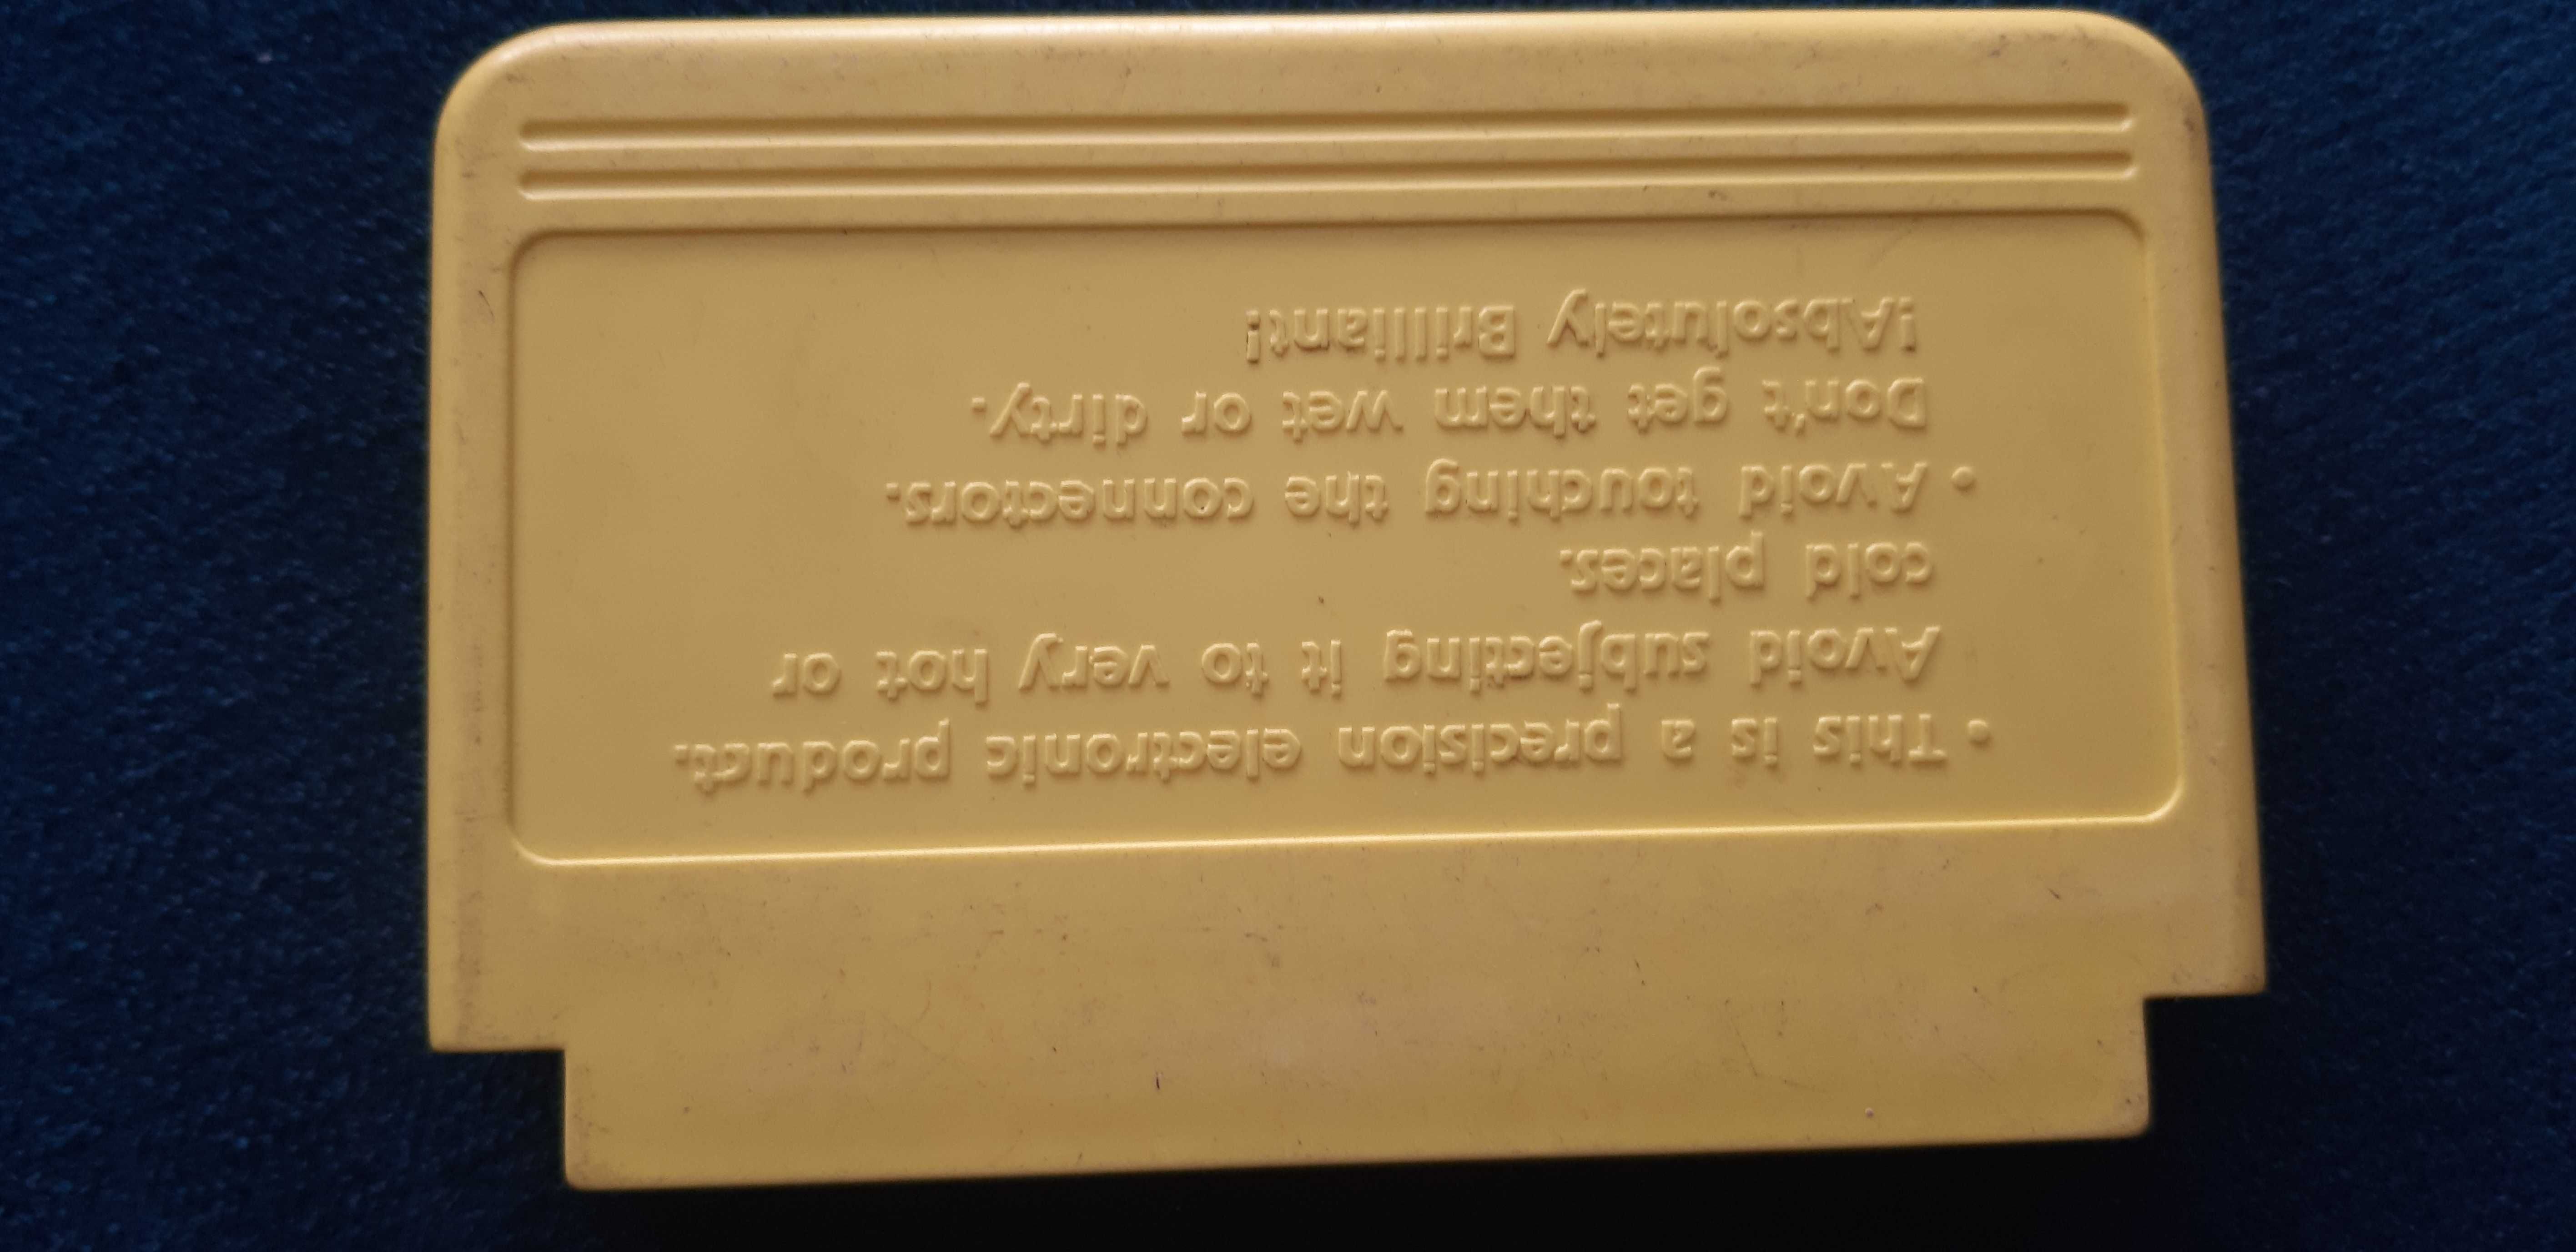 • This is a precision electronic product.
Avoid subjecting it to very hot or
cold places.
• Avoid touching the connectors.
Don't get them wet or dirty.
!Absolutely Brilliant!